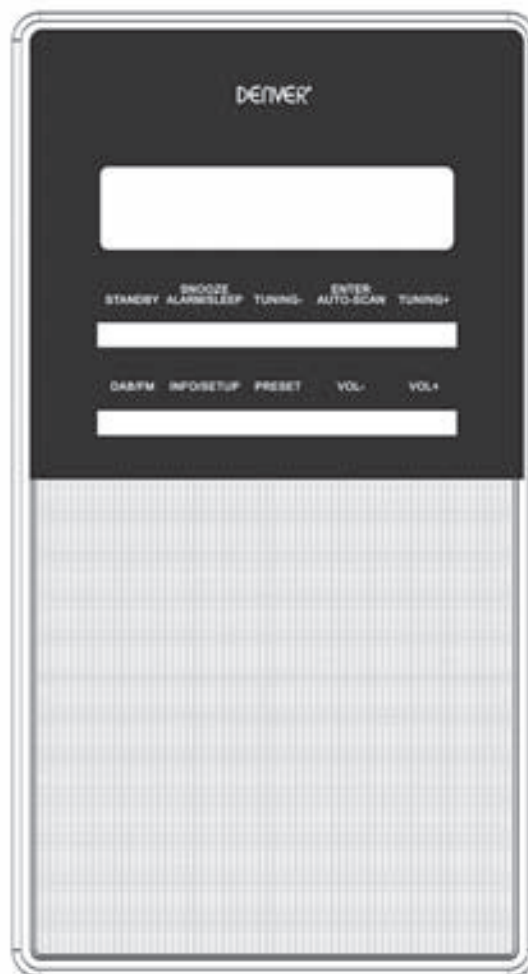 DENVER®
SNOOZE ENTER
STANDBY ALARM/SLEEP TUNING- AUTO-SCAN TUNING+
DAB/FM INFO/SETUP PRESET VOL- VOL+